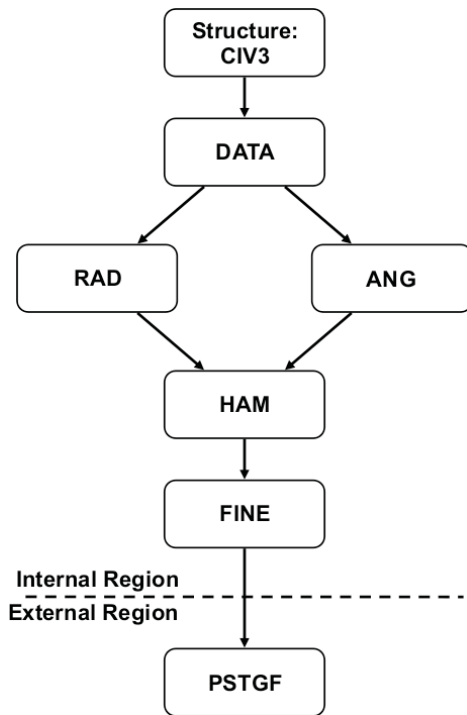 Structure:
CIV3
DATA
RAD
ANG
HAM
FINE
Internal Region
External Region
PSTGF